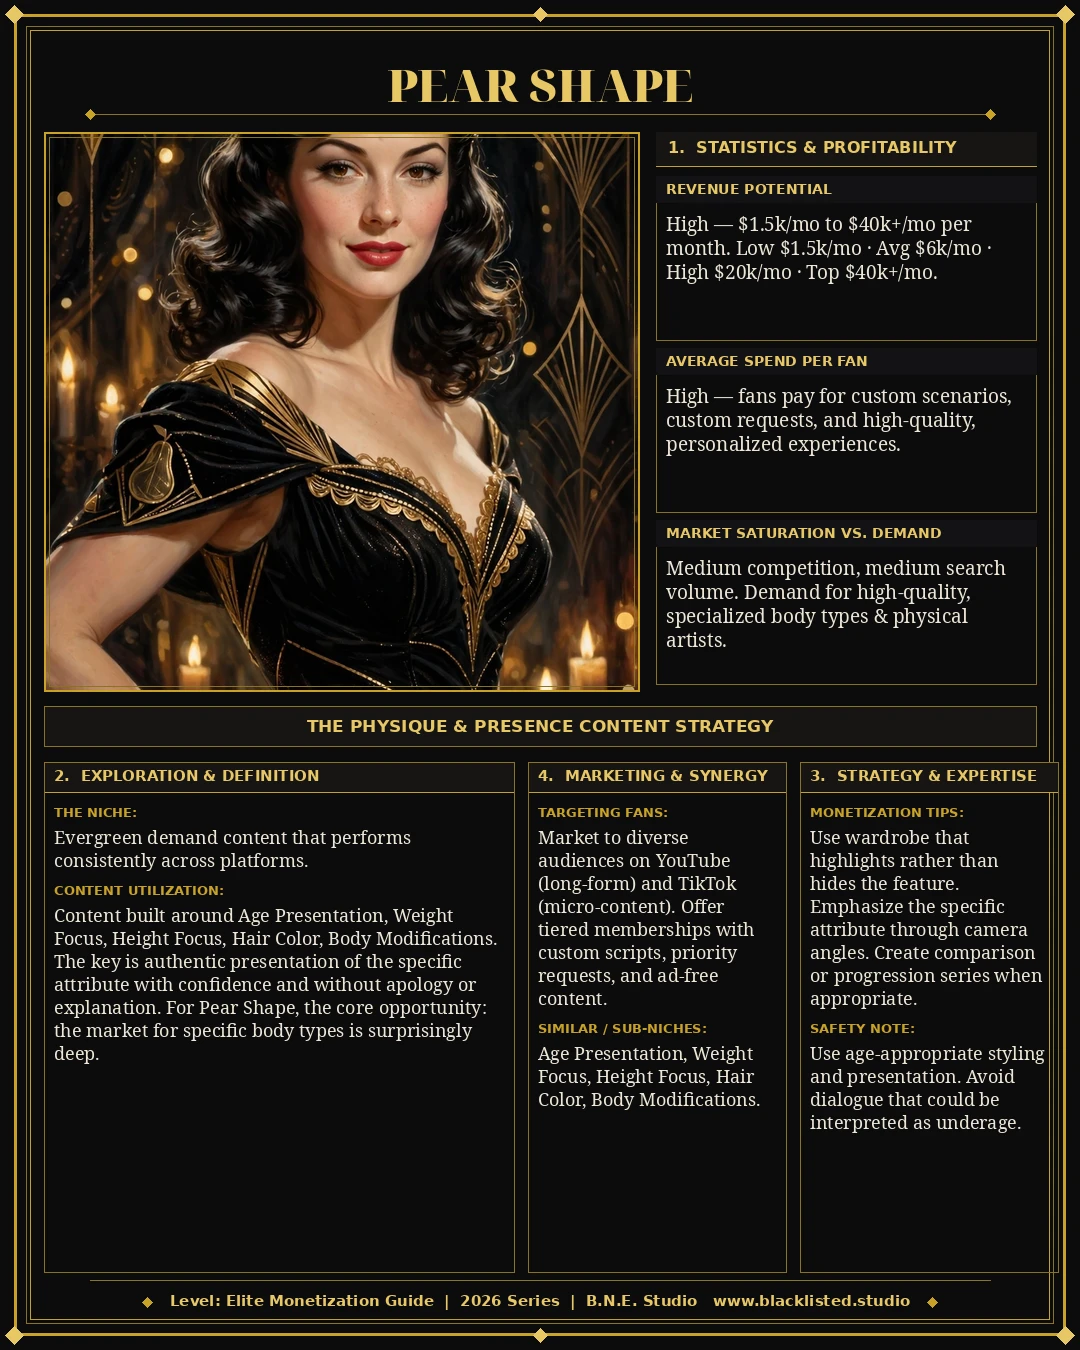 PEAR SHAPE
1. STATISTICS & PROFITABILITY
REVENUE POTENTIAL
High — $1.5k/mo to $40k+/mo per
month. Low $1.5k/mo · Avg $6k/mo ·
High $20k/mo · Top $40k+/mo.
AVERAGE SPEND PER FAN
High — fans pay for custom scenarios,
custom requests, and high-quality,
personalized experiences.
MARKET SATURATION VS. DEMAND
Medium competition, medium search
volume. Demand for high-quality,
specialized body types & physical
artists.
THE PHYSIQUE & PRESENCE CONTENT STRATEGY
2. EXPLORATION & DEFINITION
THE NICHE:
Evergreen demand content that performs
consistently across platforms.
CONTENT UTILIZATION:
Content built around Age Presentation, Weight
Focus, Height Focus, Hair Color, Body Modifications.
The key is authentic presentation of the specific
attribute with confidence and without apology or
explanation. For Pear Shape, the core opportunity:
the market for specific body types is surprisingly
deep.
4. MARKETING & SYNERGY
TARGETING FANS:
Market to diverse
audiences on YouTube
(long-form) and TikTok
(micro-content). Offer
tiered memberships with
custom scripts, priority
requests, and ad-free
content.
SIMILAR / SUB-NICHES:
Age Presentation, Weight
Focus, Height Focus, Hair
Color, Body Modifications.
3. STRATEGY & EXPERTISE
MONETIZATION TIPS:
Use wardrobe that
highlights rather than
hides the feature.
Emphasize the specific
attribute through camera
angles. Create comparison
or progression series when
appropriate.
SAFETY NOTE:
Use age-appropriate styling
and presentation. Avoid
dialogue that could be
interpreted as underage.
Level: Elite Monetization Guide | 2026 Series | B.N.E. Studio www.blacklisted.studio